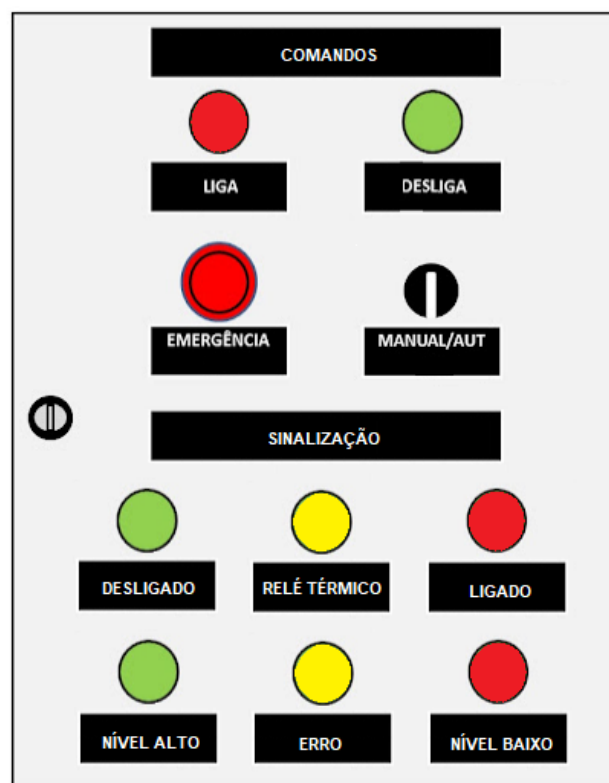 COMANDOS
LIGA
DESLIGA
EMERGÊNCIA
MANUAL/AUT
SINALIZAÇÃO
DESLIGADO
RELÉ TÉRMICO
LIGADO
NÍVEL ALTO
ERRO
NÍVEL BAIXO